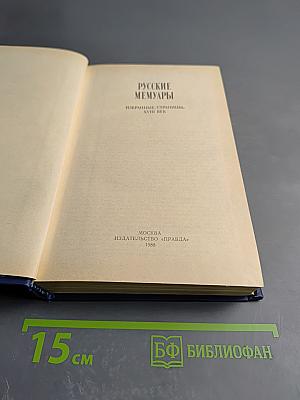 РУССКИЕ
МЕМУАРЫ
ИЗБРАННЫЕ СТРАНИЦЫ
XVIII ВЕК
МОСКВА
ИЗДАТЕЛЬСТВО «ПРАВДА»
1988
15 см
БФ БИБЛИОФАН